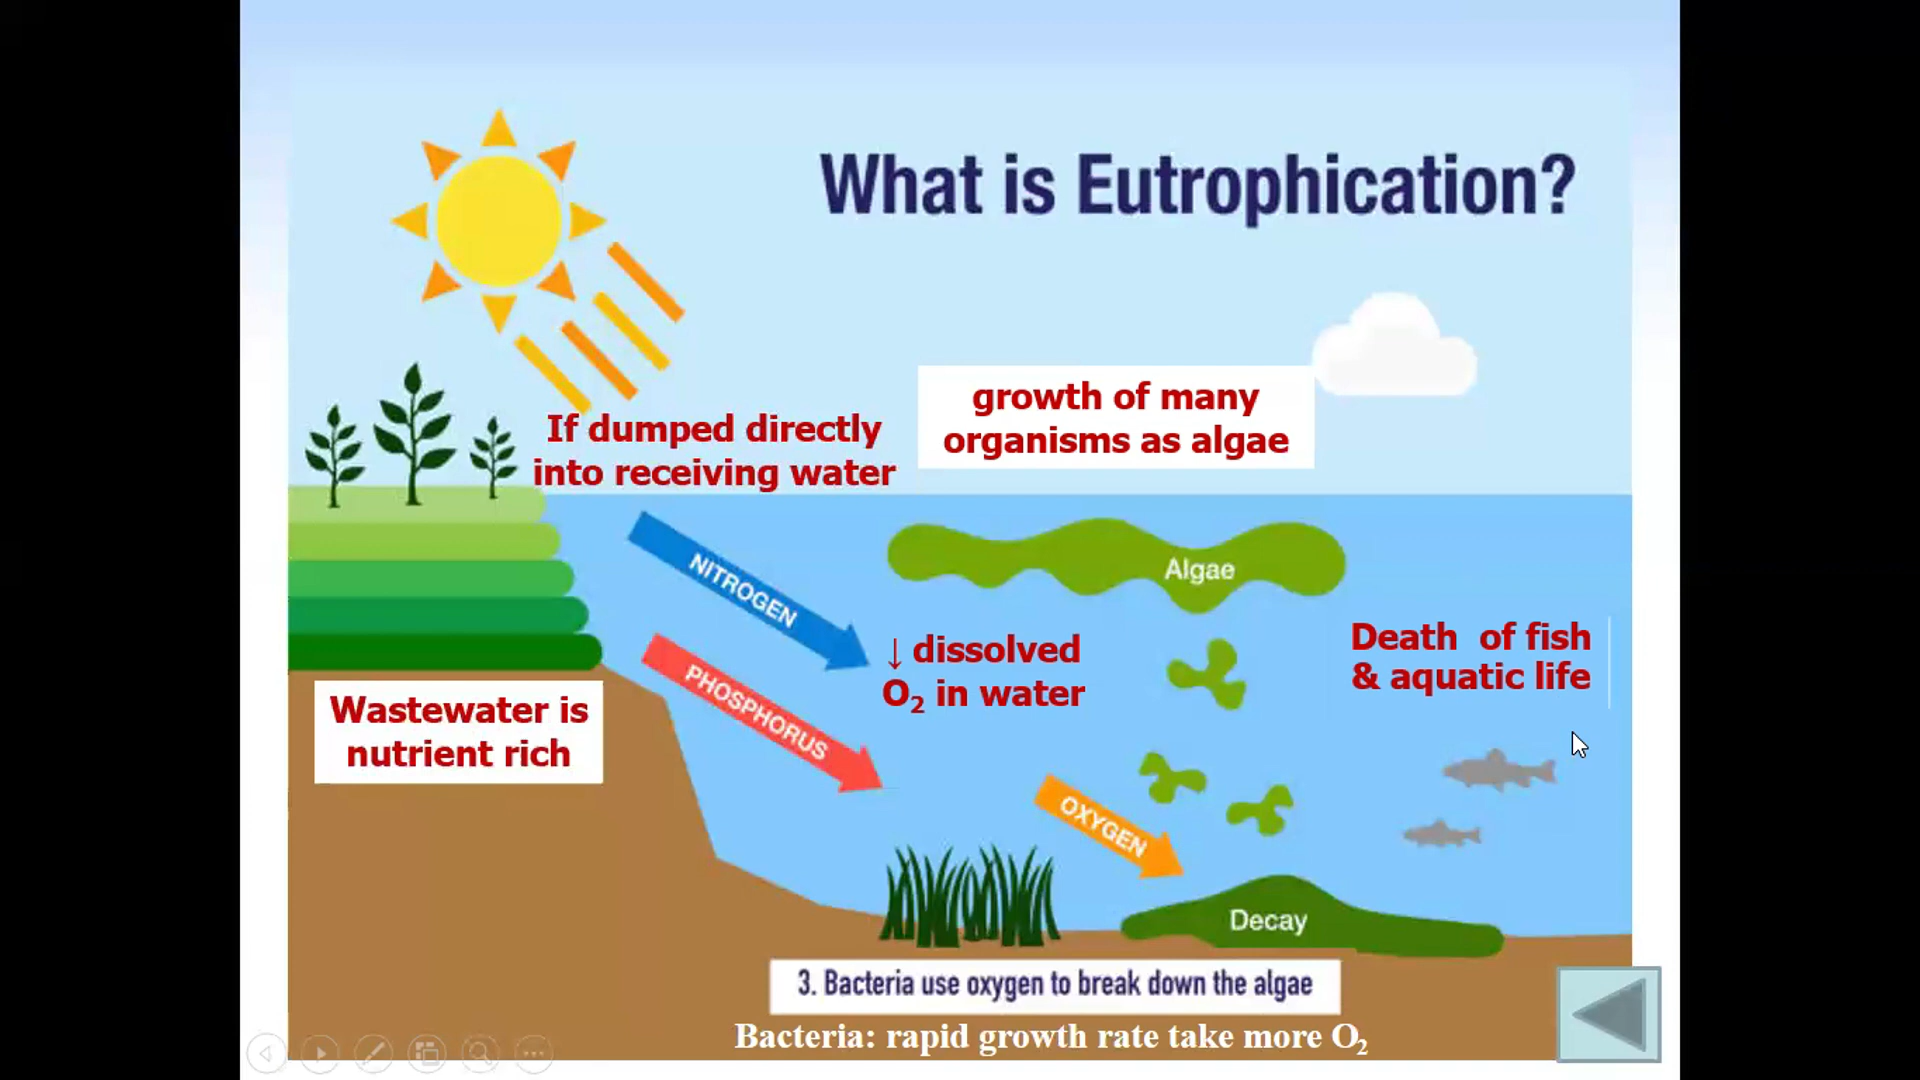 What is Eutrophication?
growth of many
organisms as algae
If dumped directly
into receiving water
NITROGEN
Algae
PHOSPHORUS
↓ dissolved
O₂ in water
Death of fish
& aquatic life
Wastewater is
nutrient rich
OXYGEN
Decay
3. Bacteria use oxygen to break down the algae
Bacteria: rapid growth rate take more O₂